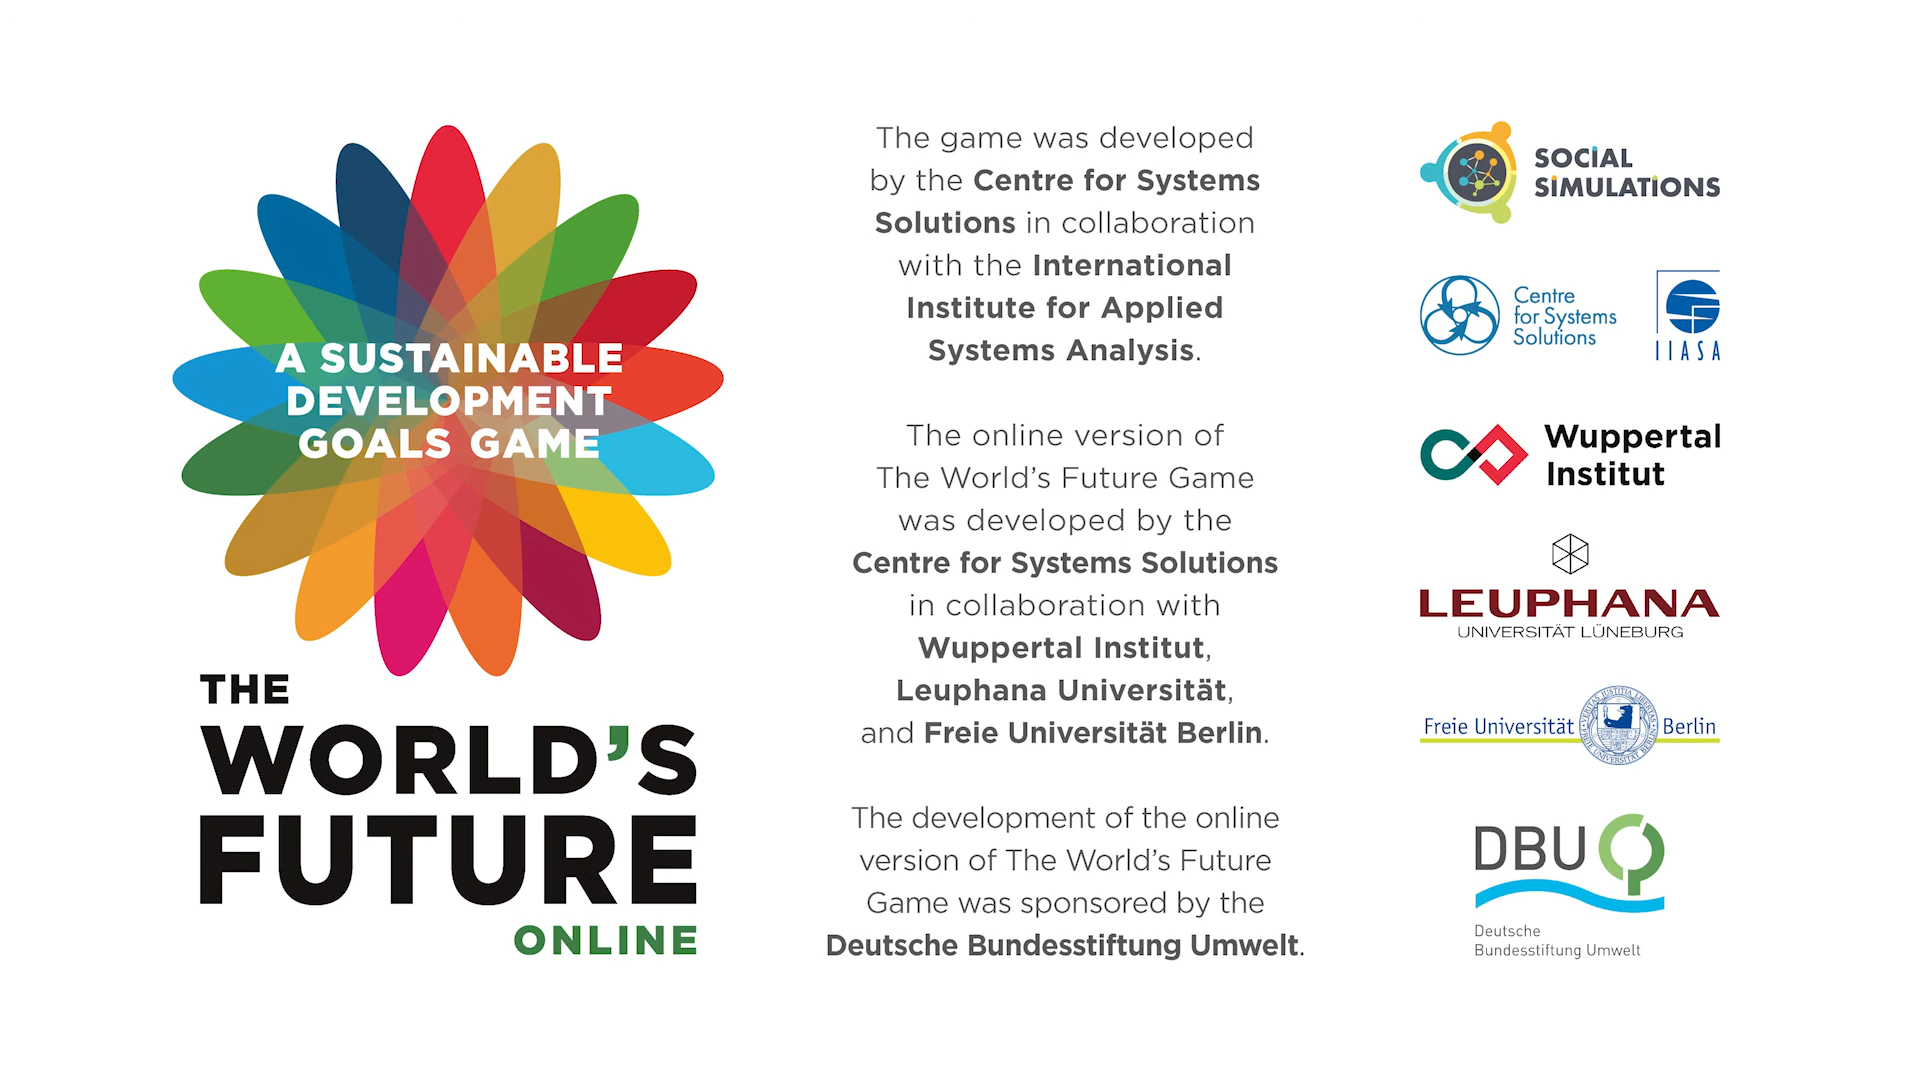 A SUSTAINABLE
DEVELOPMENT
GOALS GAME
THE
WORLD'S
FUTURE
ONLINE
The game was developed
by the Centre for Systems
Solutions in collaboration
with the International
Institute for Applied
Systems Analysis.
The online version of
The World's Future Game
was developed by the
Centre for Systems Solutions
in collaboration with
Wuppertal Institut,
Leuphana Universität,
and Freie Universität Berlin.
The development of the online
version of The World's Future
Game was sponsored by the
Deutsche Bundesstiftung Umwelt.
SOCIAL
SIMULATIONS
Centre
for Systems
Solutions
IIASA
Wuppertal
Institut
LEUPHANA
UNIVERSITÄT LÜNEBURG
Freie Universität Berlin
DBU
Deutsche
Bundesstiftung Umwelt